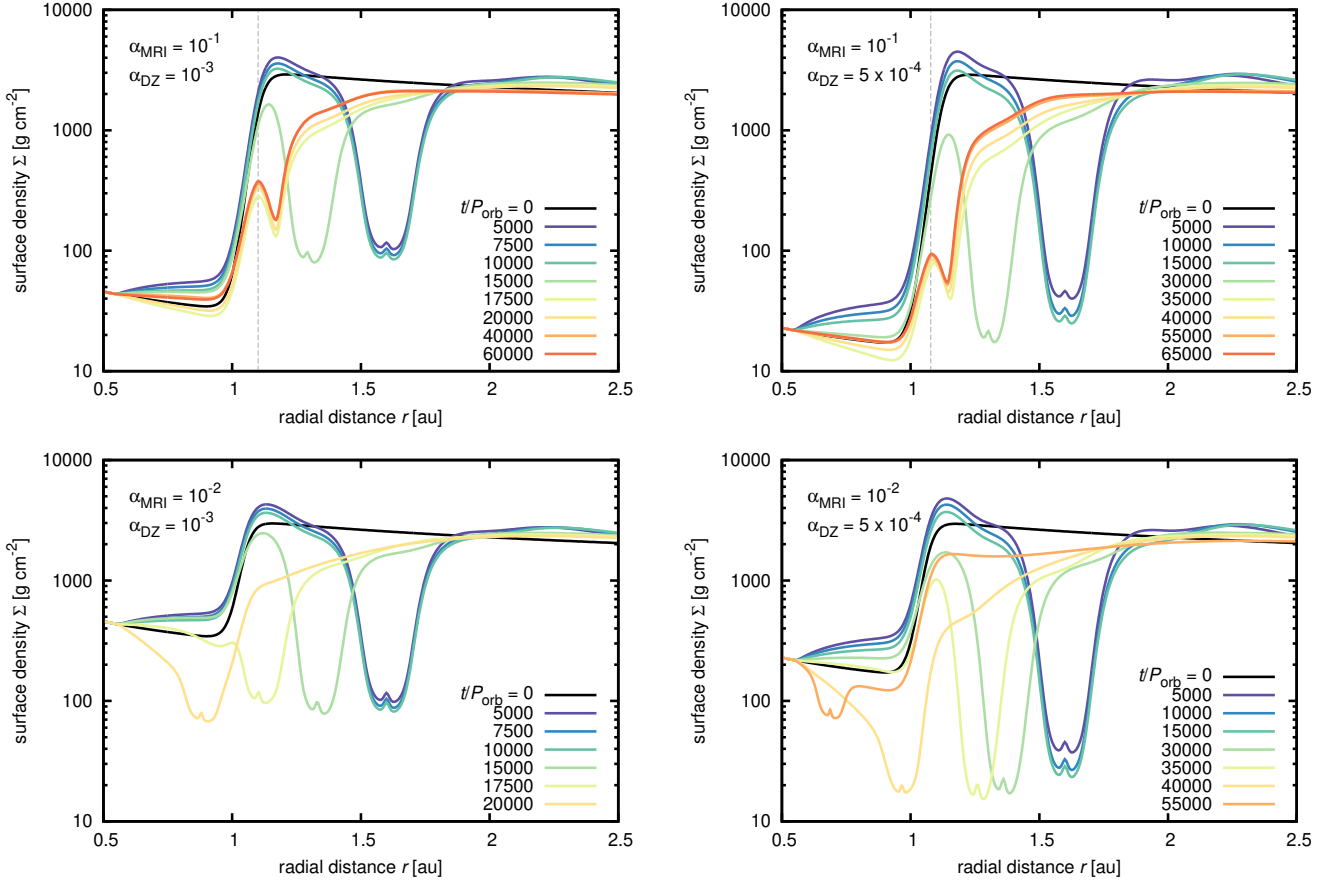 10000
1000
100
10
surface density Σ [g cm⁻²]
α_MRI = 10⁻¹
α_DZ = 10⁻³
t/P_orb = 0
5000
7500
10000
15000
17500
20000
40000
60000
0.5 1 1.5 2 2.5
radial distance r [au]
10000
1000
100
10
surface density Σ [g cm⁻²]
α_MRI = 10⁻¹
α_DZ = 5 x 10⁻⁴
t/P_orb = 0
5000
10000
15000
30000
35000
40000
55000
65000
0.5 1 1.5 2 2.5
radial distance r [au]
10000
1000
100
10
surface density Σ [g cm⁻²]
α_MRI = 10⁻²
α_DZ = 10⁻³
t/P_orb = 0
5000
7500
10000
15000
17500
20000
0.5 1 1.5 2 2.5
radial distance r [au]
10000
1000
100
10
surface density Σ [g cm⁻²]
α_MRI = 10⁻²
α_DZ = 5 x 10⁻⁴
t/P_orb = 0
5000
10000
15000
30000
35000
40000
55000
0.5 1 1.5 2 2.5
radial distance r [au]